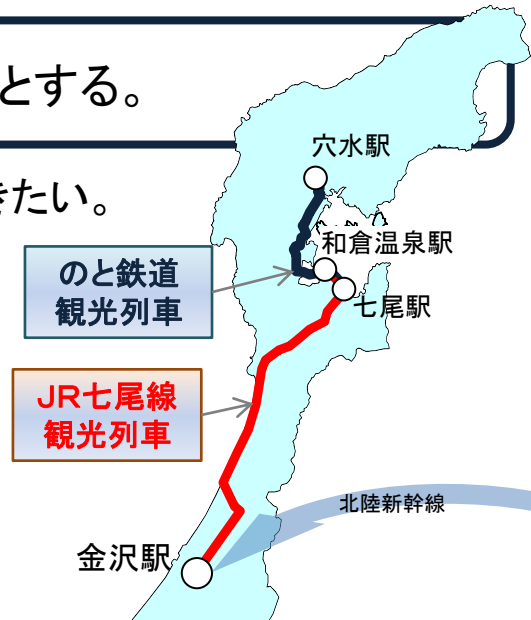 とする。
きたい。
穴水駅
和倉温泉駅
のと鉄道
観光列車
七尾駅
JR七尾線
観光列車
北陸新幹線
金沢駅